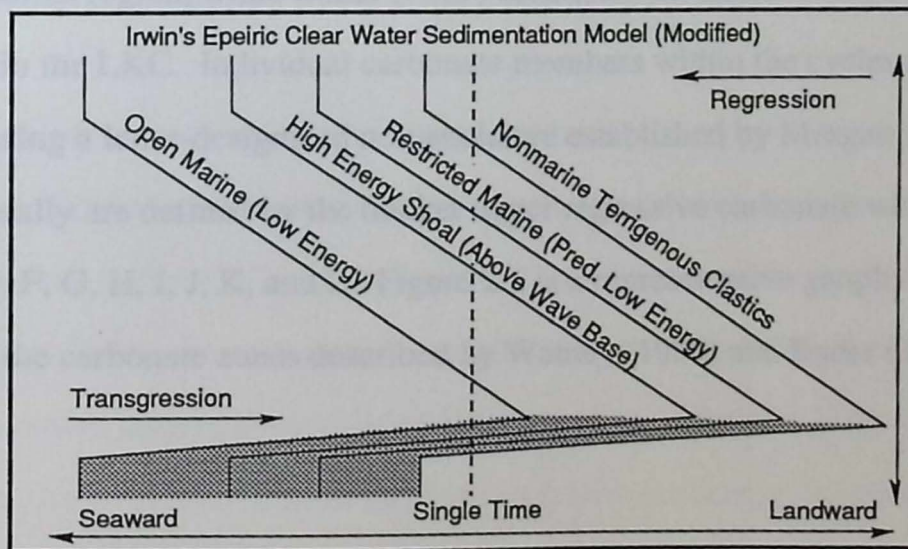 Irwin's Epeiric Clear Water Sedimentation Model (Modified)
Regression
Open Marine (Low Energy)
High Energy Shoal (Above Wave Base)
Restricted Marine (Pred. Low Energy)
Nonmarine Terrigenous Clastics
Transgression
Seaward
Single Time
Landward